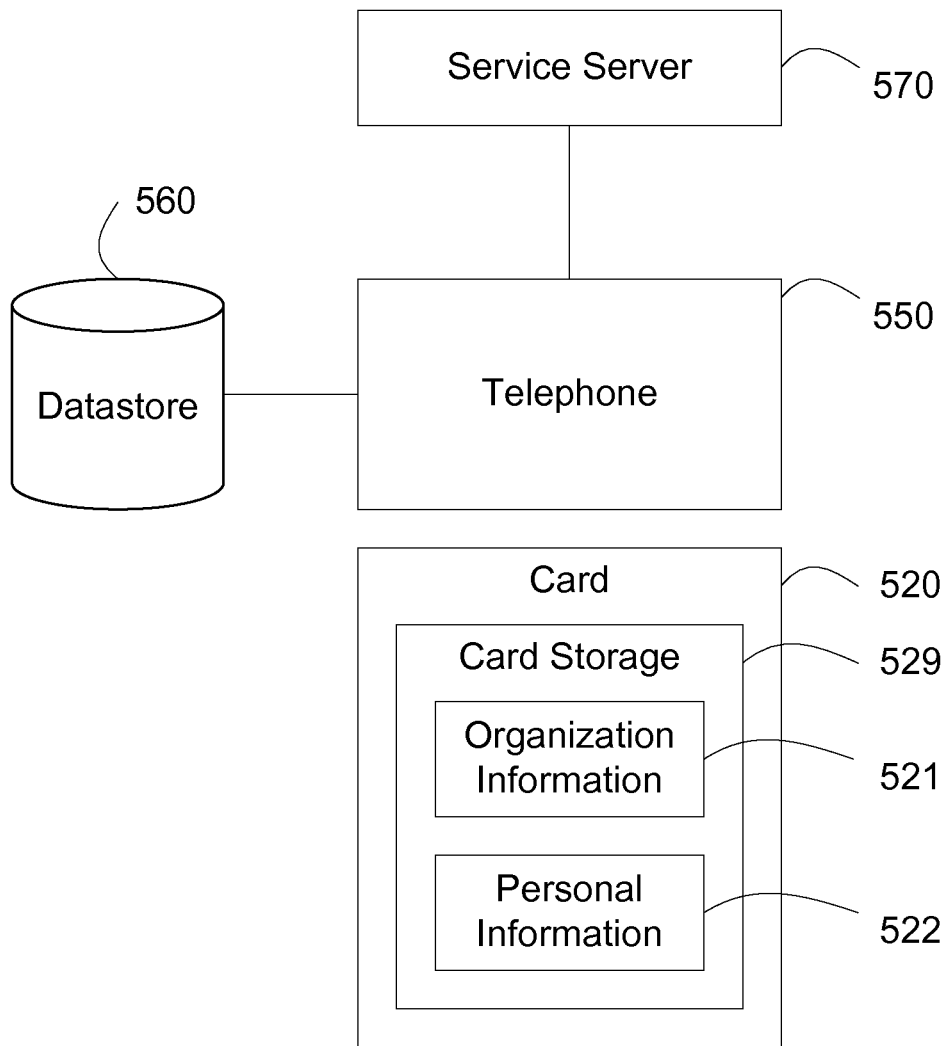 Service Server
570
560
550
Telephone
Datastore
Card
520
Card Storage
529
Organization
Information
521
Personal
Information
522